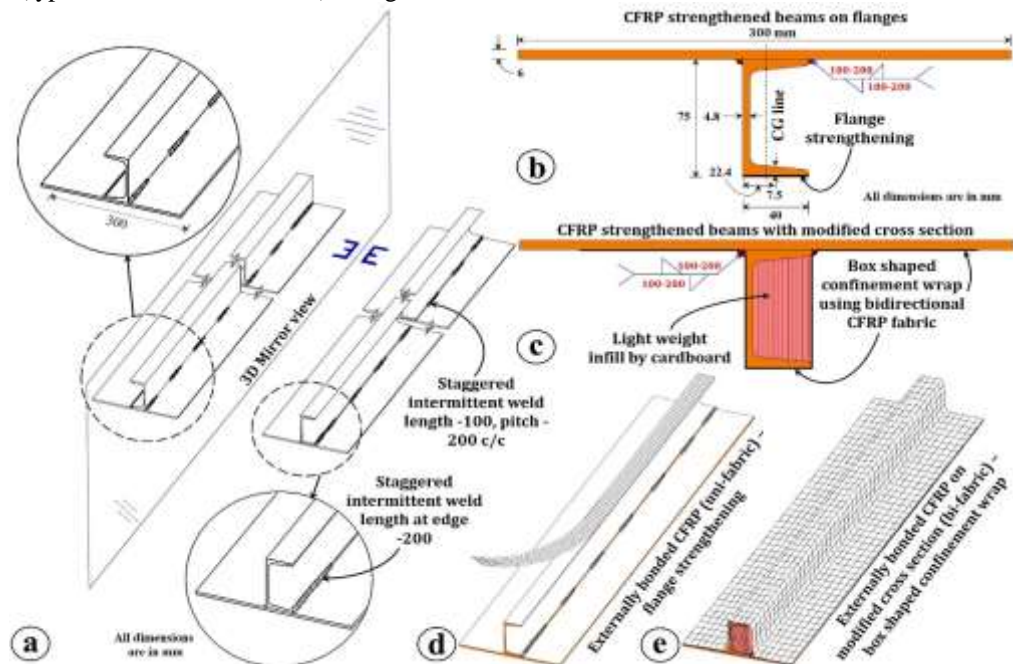 CFRP strengthened beams on flanges
300 mm
6
100-200
100-200
75
4.8
CG line
Flange
strengthening
22.4
7.5
40
b
All dimensions are in mm
CFRP strengthened beams with modified cross section
100-200
100-200
Box shaped
confinement wrap
using bidirectional
CFRP fabric
Light weight
infill by cardboard
c
300
3D Mirror view
Staggered
intermittent weld
length -100, pitch -
200 c/c
Staggered
intermittent weld
length at edge
-200
a
All dimensions
are in mm
Externally bonded CFRP (uni-fabric) -
flange strengthening
d
Externally bonded CFRP on
modified cross section (bi-fabric) -
box shaped confinement wrap
e